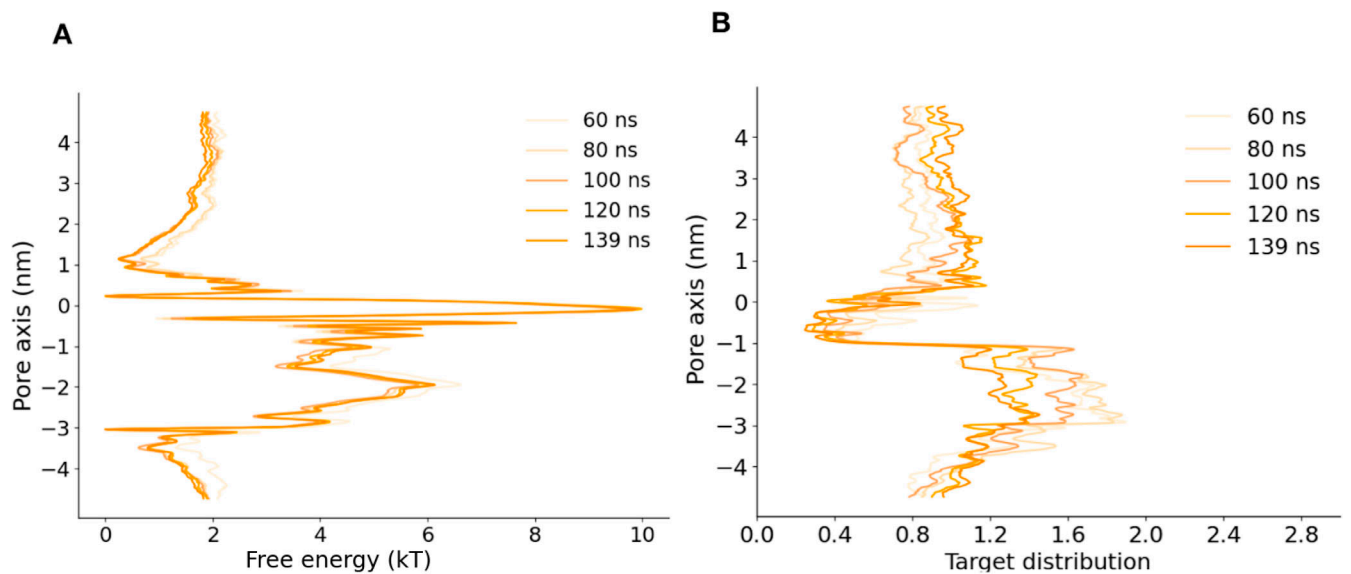 A
60 ns
80 ns
100 ns
120 ns
139 ns
4
3
2
1
0
−1
−2
−3
−4
Pore axis (nm)
0
2
4
6
8
10
Free energy (kT)
B
60 ns
80 ns
100 ns
120 ns
139 ns
4
3
2
1
0
−1
−2
−3
−4
Pore axis (nm)
0.0
0.4
0.8
1.2
1.6
2.0
2.4
2.8
Target distribution